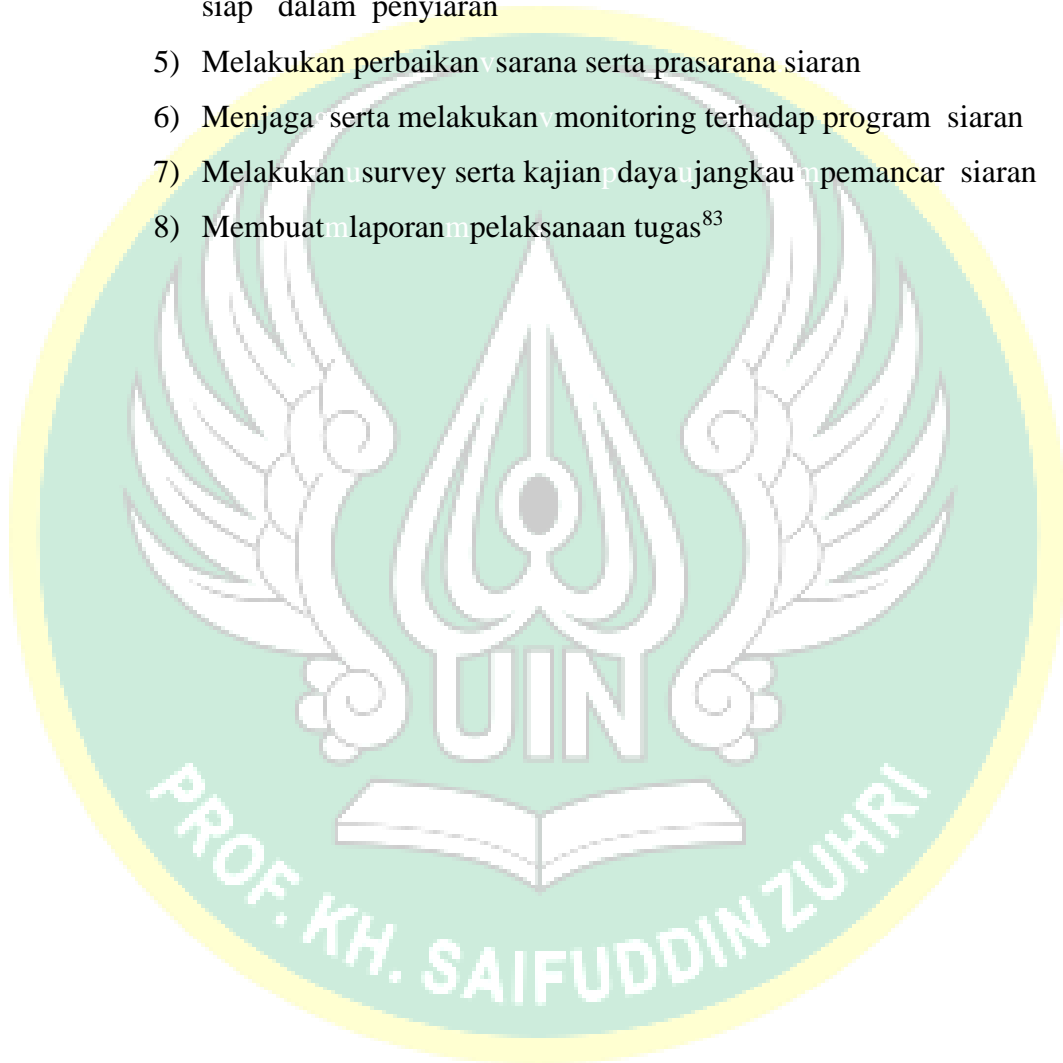 siap dalam penyiaran
5) Melakukan perbaikan sarana serta prasarana siaran
6) Menjaga serta melakukan monitoring terhadap program siaran
7) Melakukan survey serta kajian daya jangkau pemancar siaran
8) Membuat laporan pelaksanaan tugas83
UIN
PROF. KH. SAIFUDDIN ZUHRI